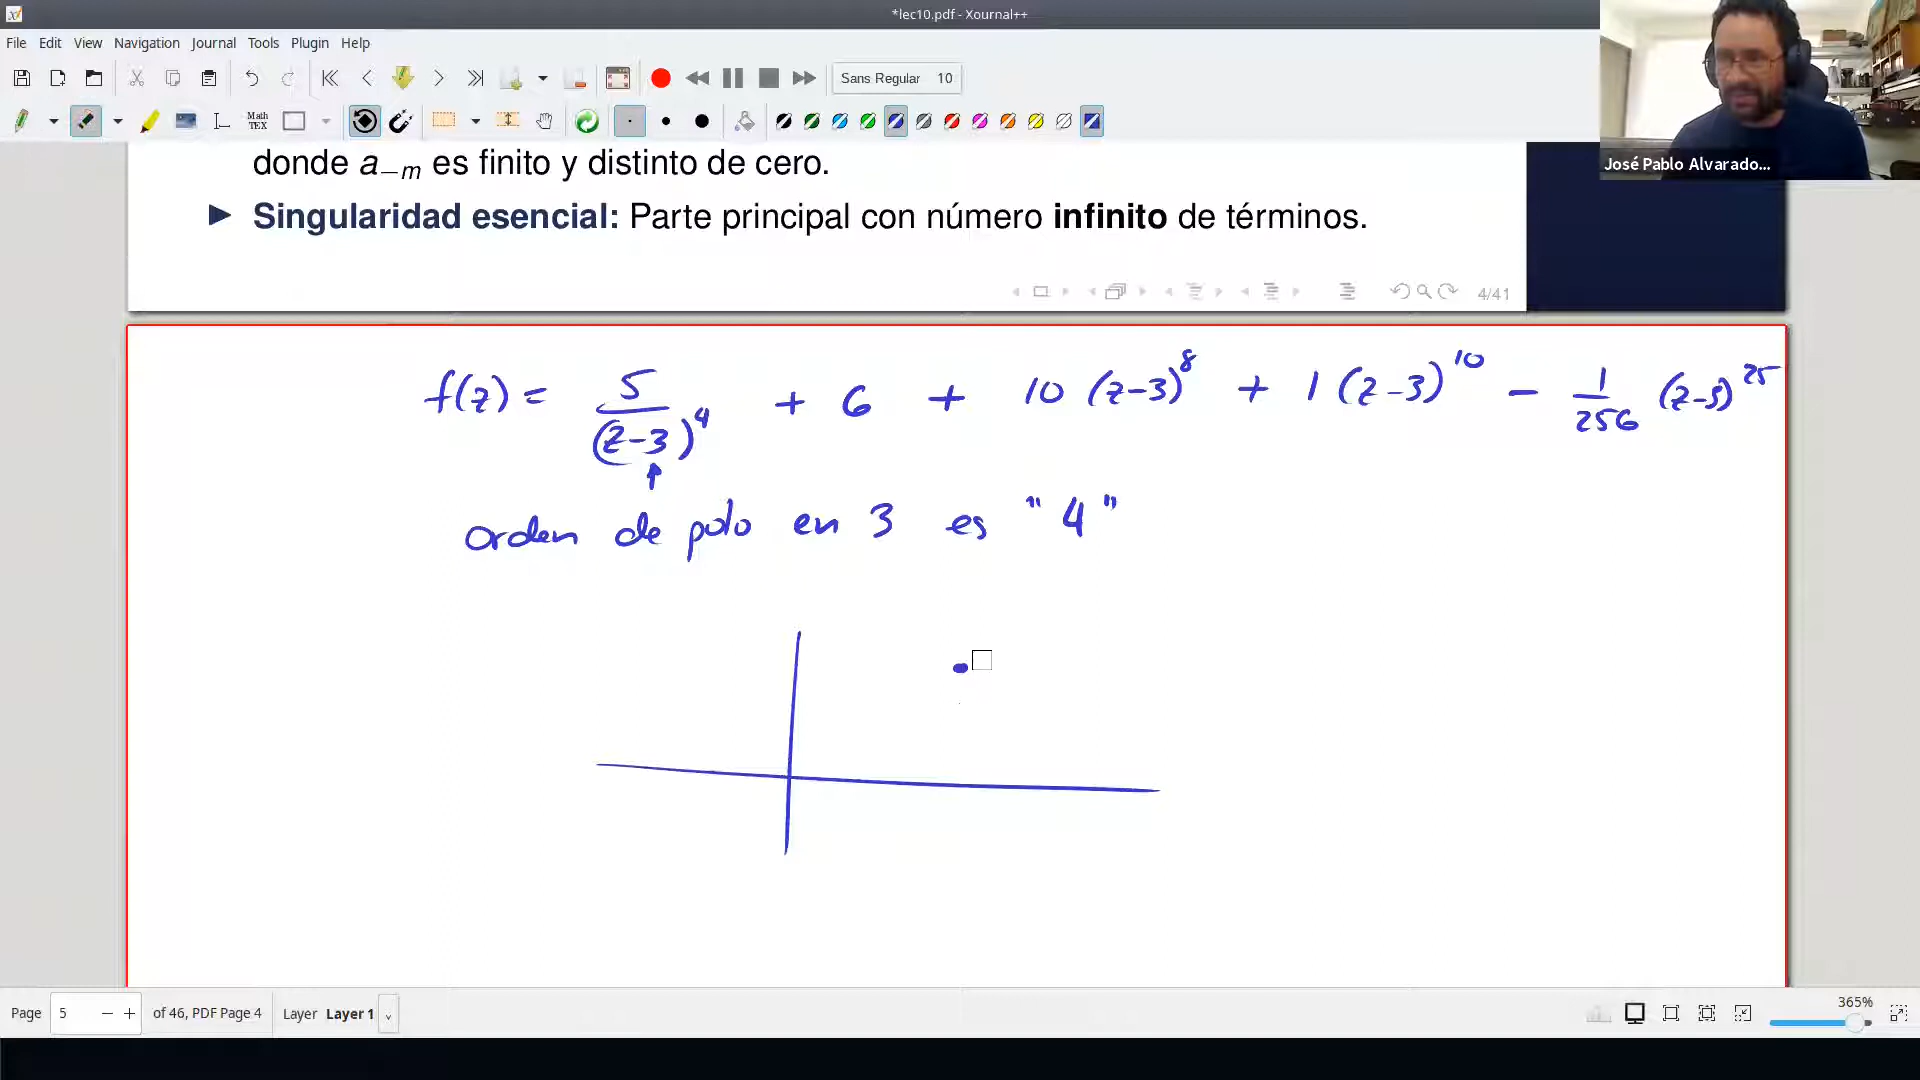 *lec10.pdf - Xournal++
File Edit View Navigation Journal Tools Plugin Help
Sans Regular 10
Math TEX
José Pablo Alvarado...
donde a₋ₘ es finito y distinto de cero.
► Singularidad esencial: Parte principal con número infinito de términos.
4/41
f(z) = 5/(z-3)^4 + 6 + 10 (z-3)^8 + 1 (z-3)^10 - 1/256 (z-3)^25
orden de polo en 3 es "4"
Page 5 of 46, PDF Page 4 Layer Layer 1 365%